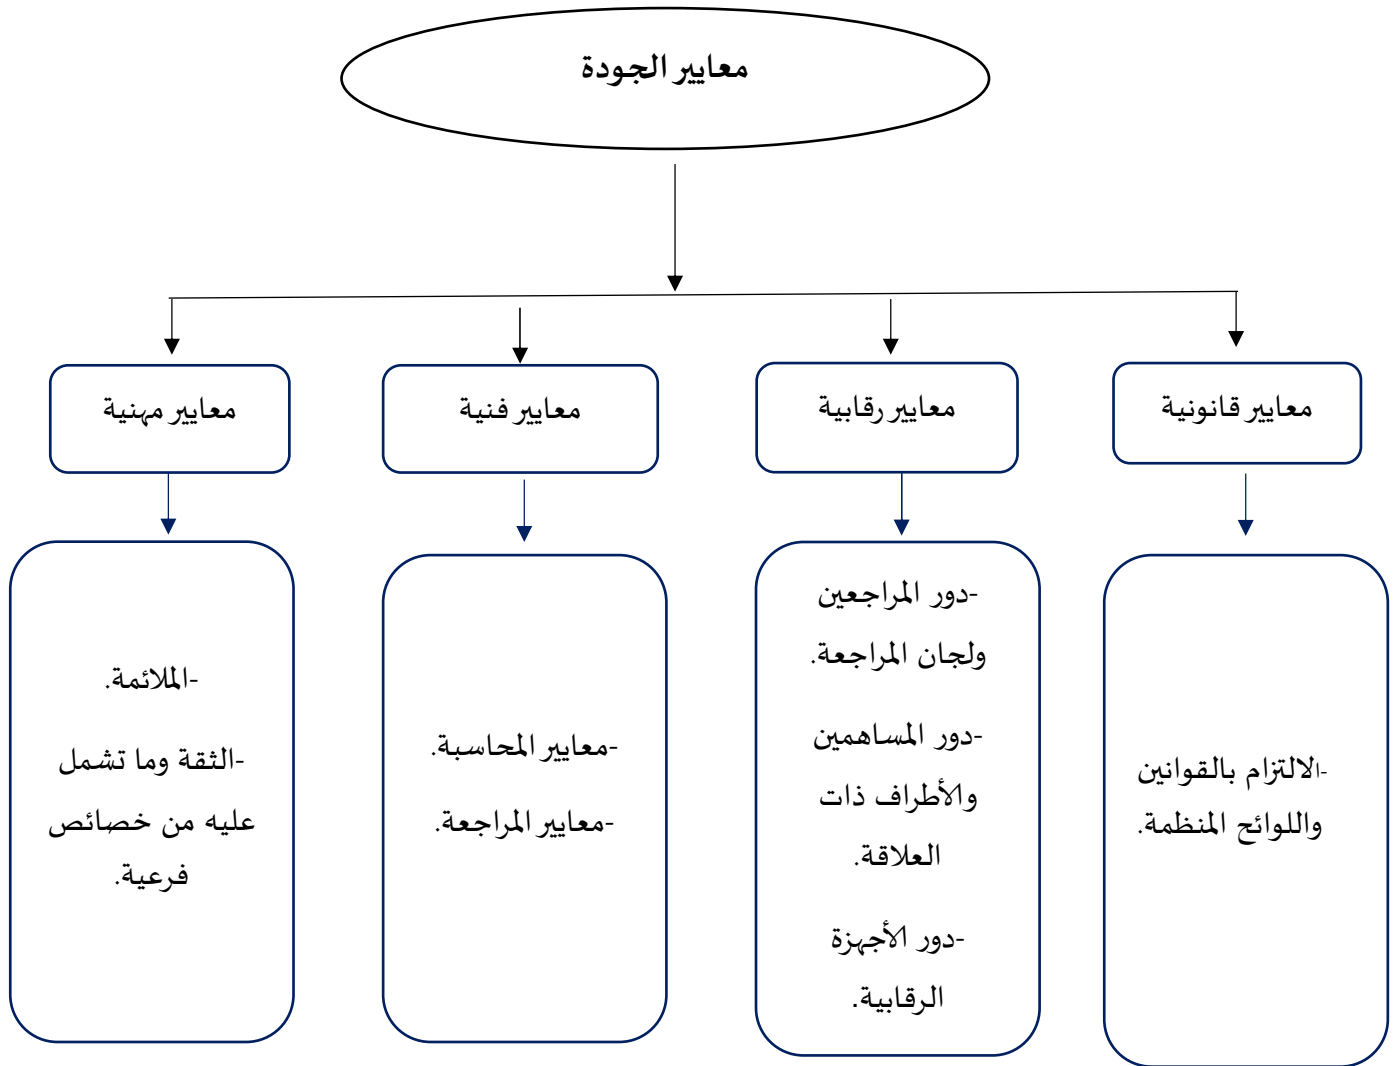 معايير الجودة
معايير قانونية
معايير رقابية
معايير فنية
معايير مهنية
-الالتزام بالقوانين
واللوائح المنظمة.
-دور المراجعين
ولجان المراجعة.
-دور المساهمين
والأطراف ذات
العلاقة.
-دور الأجهزة
الرقابية.
-معايير المحاسبة.
-معايير المراجعة.
-الملائمة.
-الثقة وما تشمل
عليه من خصائص
فرعية.